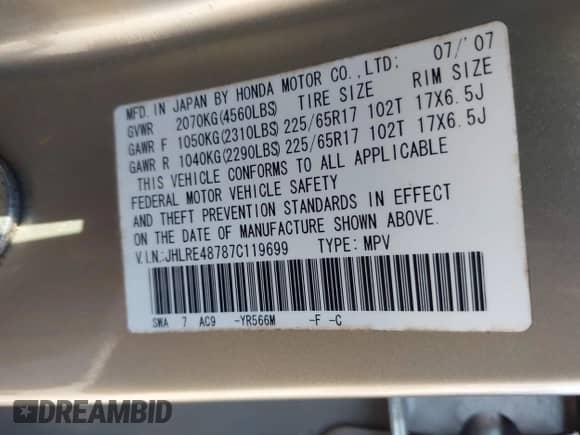 MFD. IN JAPAN BY HONDA MOTOR CO.,LTD: 07/'07
GVWR 2070KG(4560LBS) TIRE SIZE RIM SIZE
GAWR F 1050KG(2310LBS) 225/65R17 102T 17X6.5J
GAWR R 1040KG(2290LBS) 225/65R17 102T 17X6.5J
THIS VEHICLE CONFORMS TO ALL APPLICABLE
FEDERAL MOTOR VEHICLE SAFETY
AND THEFT PREVENTION STANDARDS IN EFFECT
ON THE DATE OF MANUFACTURE SHOWN ABOVE.
V.I.N:JHLRE48787C119699 TYPE: MPV
SWA 7 AC9 -YR566M -F -C
DREAMBID